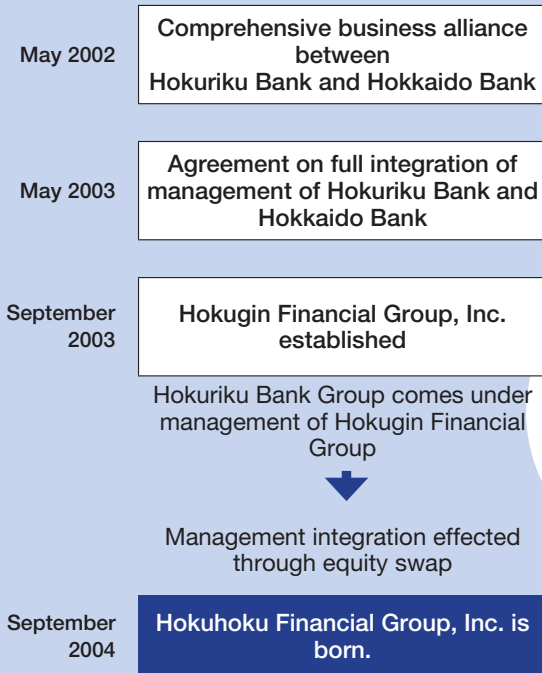 May 2002
Comprehensive business alliance
between
Hokuriku Bank and Hokkaido Bank
May 2003
Agreement on full integration of
management of Hokuriku Bank and
Hokkaido Bank
September
2003
Hokugin Financial Group, Inc.
established
Hokuriku Bank Group comes under
management of Hokugin Financial
Group
Management integration effected
through equity swap
September
2004
Hokuhoku Financial Group, Inc. is
born.